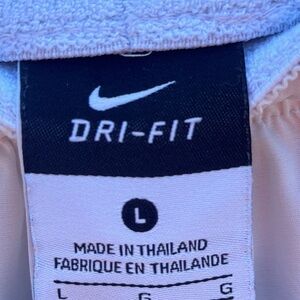 DRI-FIT
L
MADE IN THAILAND
FABRIQUE EN THAILANDE
L G G